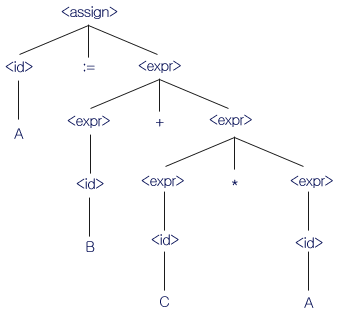 <assign>
<id> := <expr>
A <expr> + <expr>
<id> <expr> * <expr>
B <id> <id>
C A